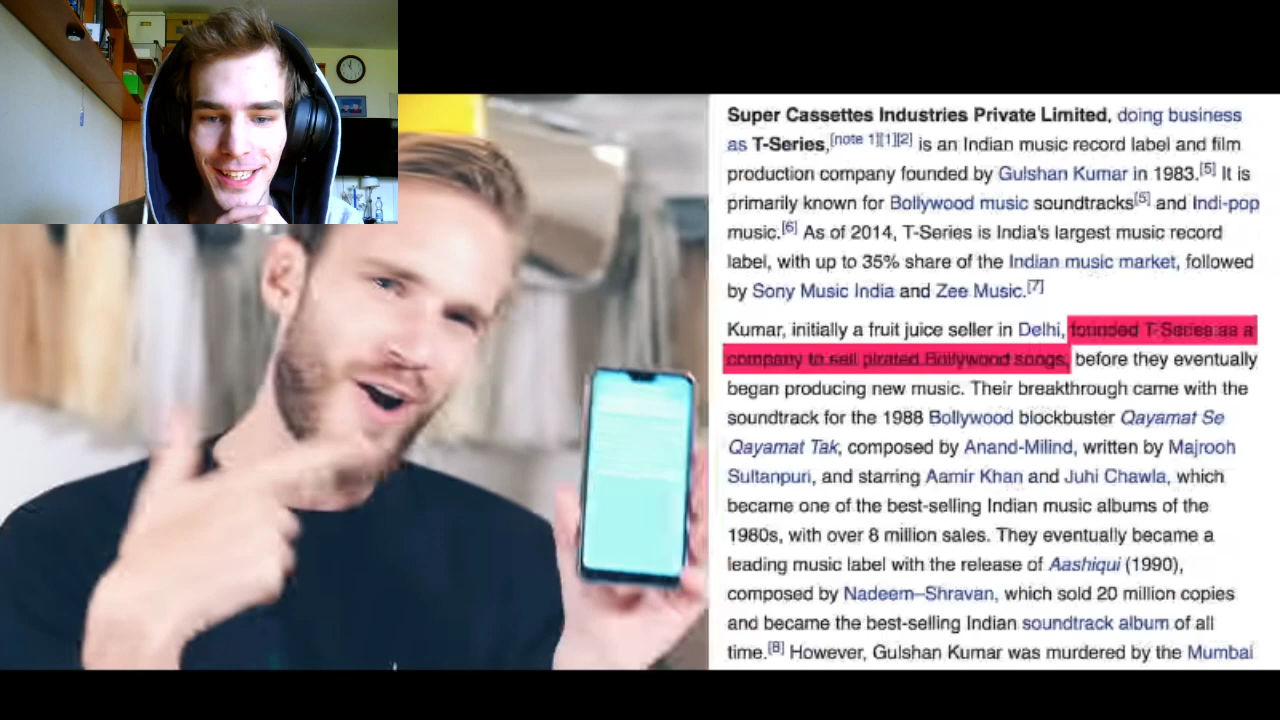 Super Cassettes Industries Private Limited, doing business
as T-Series,[note 1][1][2] is an Indian music record label and film
production company founded by Gulshan Kumar in 1983.[5] It is
primarily known for Bollywood music soundtracks[5] and Indi-pop
music.[6] As of 2014, T-Series is India's largest music record
label, with up to 35% share of the Indian music market, followed
by Sony Music India and Zee Music.[7]
Kumar, initially a fruit juice seller in Delhi, founded T-Series as a
company to sell pirated Bollywood songs, before they eventually
began producing new music. Their breakthrough came with the
soundtrack for the 1988 Bollywood blockbuster Qayamat Se
Qayamat Tak, composed by Anand-Milind, written by Majrooh
Sultanpuri, and starring Aamir Khan and Juhi Chawla, which
became one of the best-selling Indian music albums of the
1980s, with over 8 million sales. They eventually became a
leading music label with the release of Aashiqui (1990),
composed by Nadeem–Shravan, which sold 20 million copies
and became the best-selling Indian soundtrack album of all
time.[8] However, Gulshan Kumar was murdered by the Mumbai